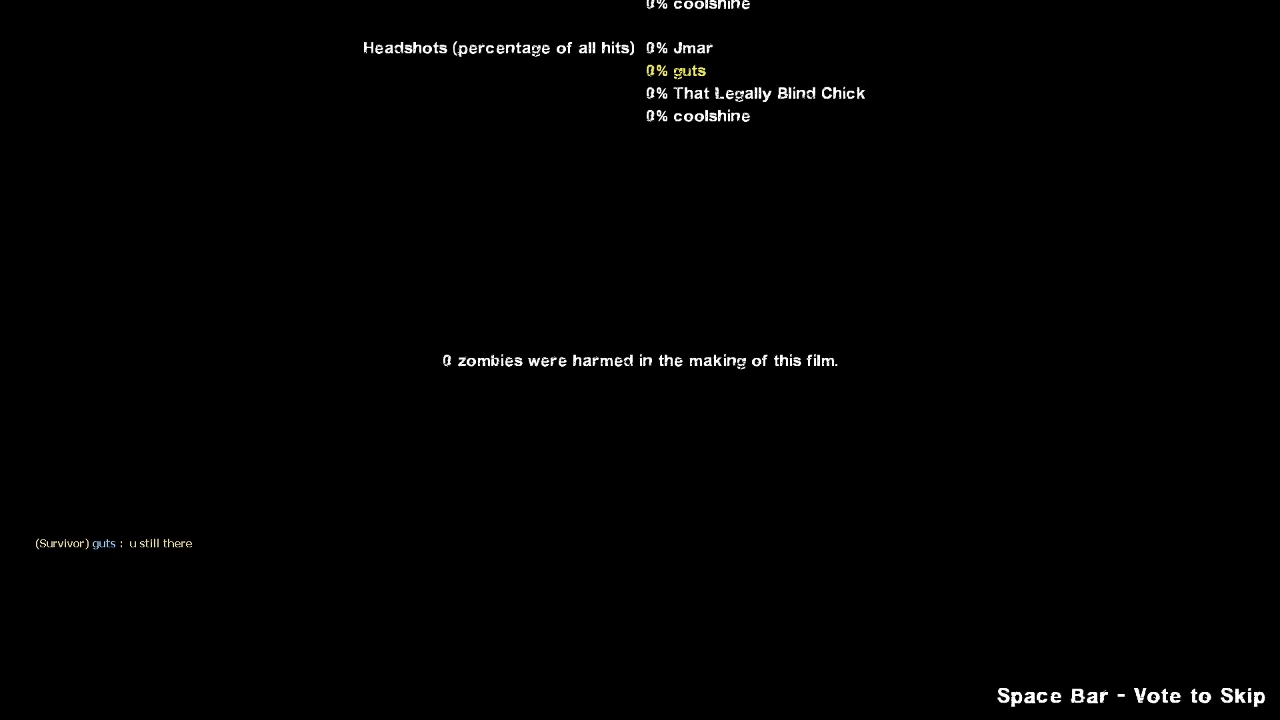 0% coolshine
Headshots (percentage of all hits) 0% Jmar
0% guts
0% That Legally Blind Chick
0% coolshine
0 zombies were harmed in the making of this film.
(Survivor) guts : u still there
Space Bar - Vote to Skip